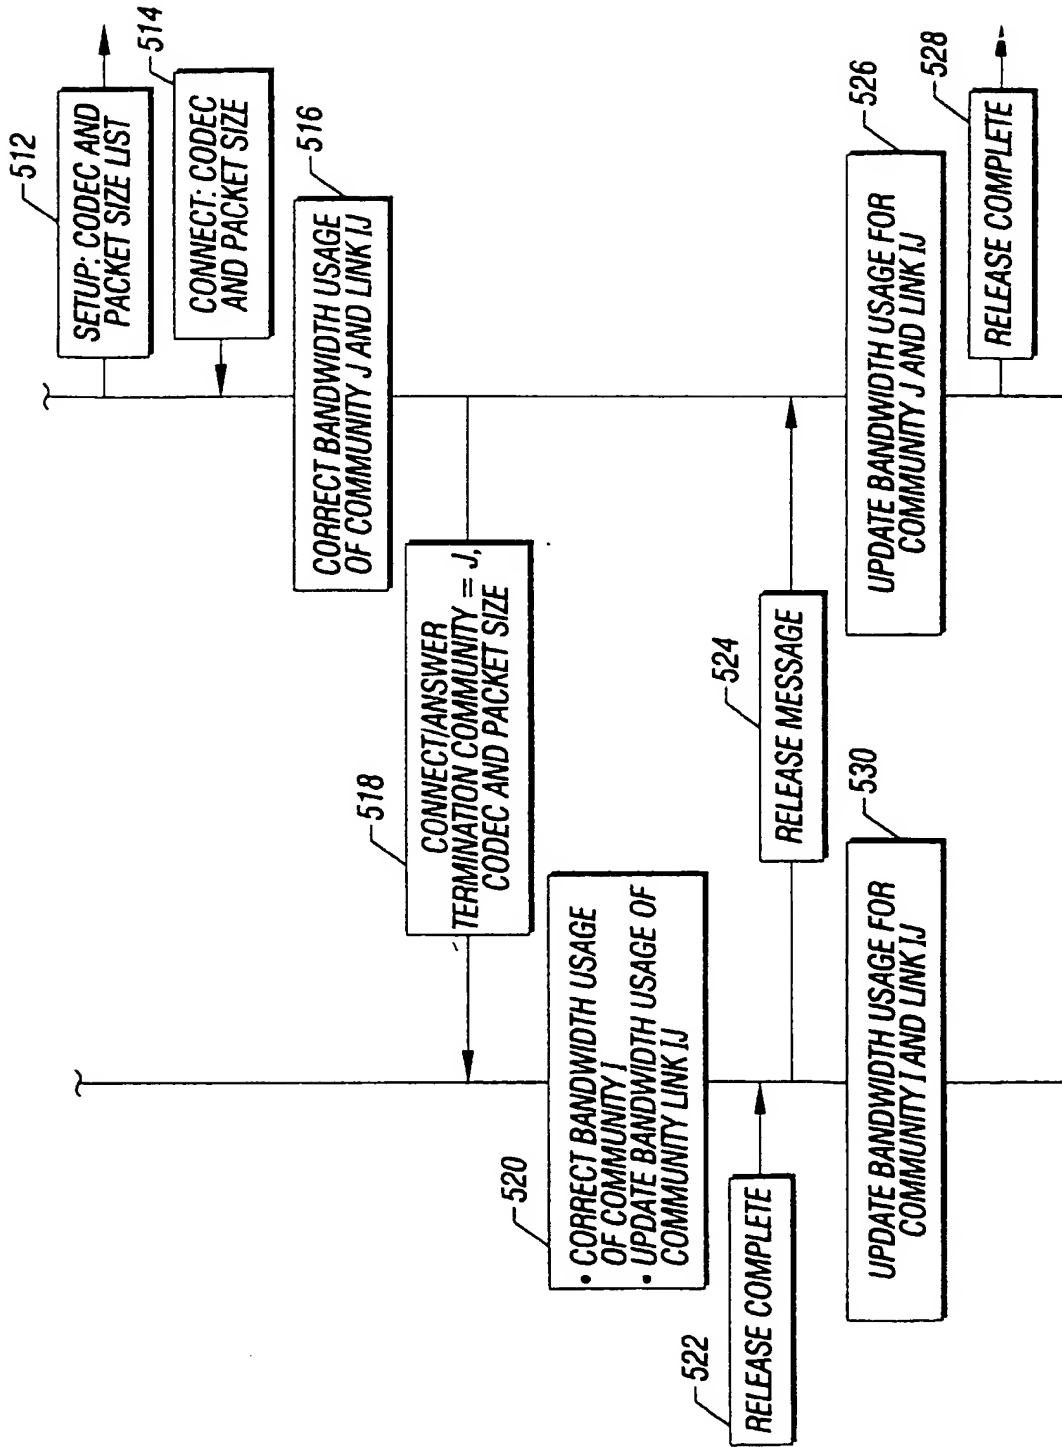 512
SETUP: CODEC AND
PACKET SIZE LIST
514
CONNECT: CODEC
AND PACKET SIZE
516
CORRECT BANDWIDTH USAGE
OF COMMUNITY J AND LINK IJ
518
CONNECT/ANSWER
TERMINATION COMMUNITY = J,
CODEC AND PACKET SIZE
520
• CORRECT BANDWIDTH USAGE
OF COMMUNITY I
• UPDATE BANDWIDTH USAGE OF
COMMUNITY LINK IJ
522
RELEASE COMPLETE
524
RELEASE MESSAGE
526
UPDATE BANDWIDTH USAGE FOR
COMMUNITY J AND LINK IJ
528
RELEASE COMPLETE
530
UPDATE BANDWIDTH USAGE FOR
COMMUNITY I AND LINK IJ